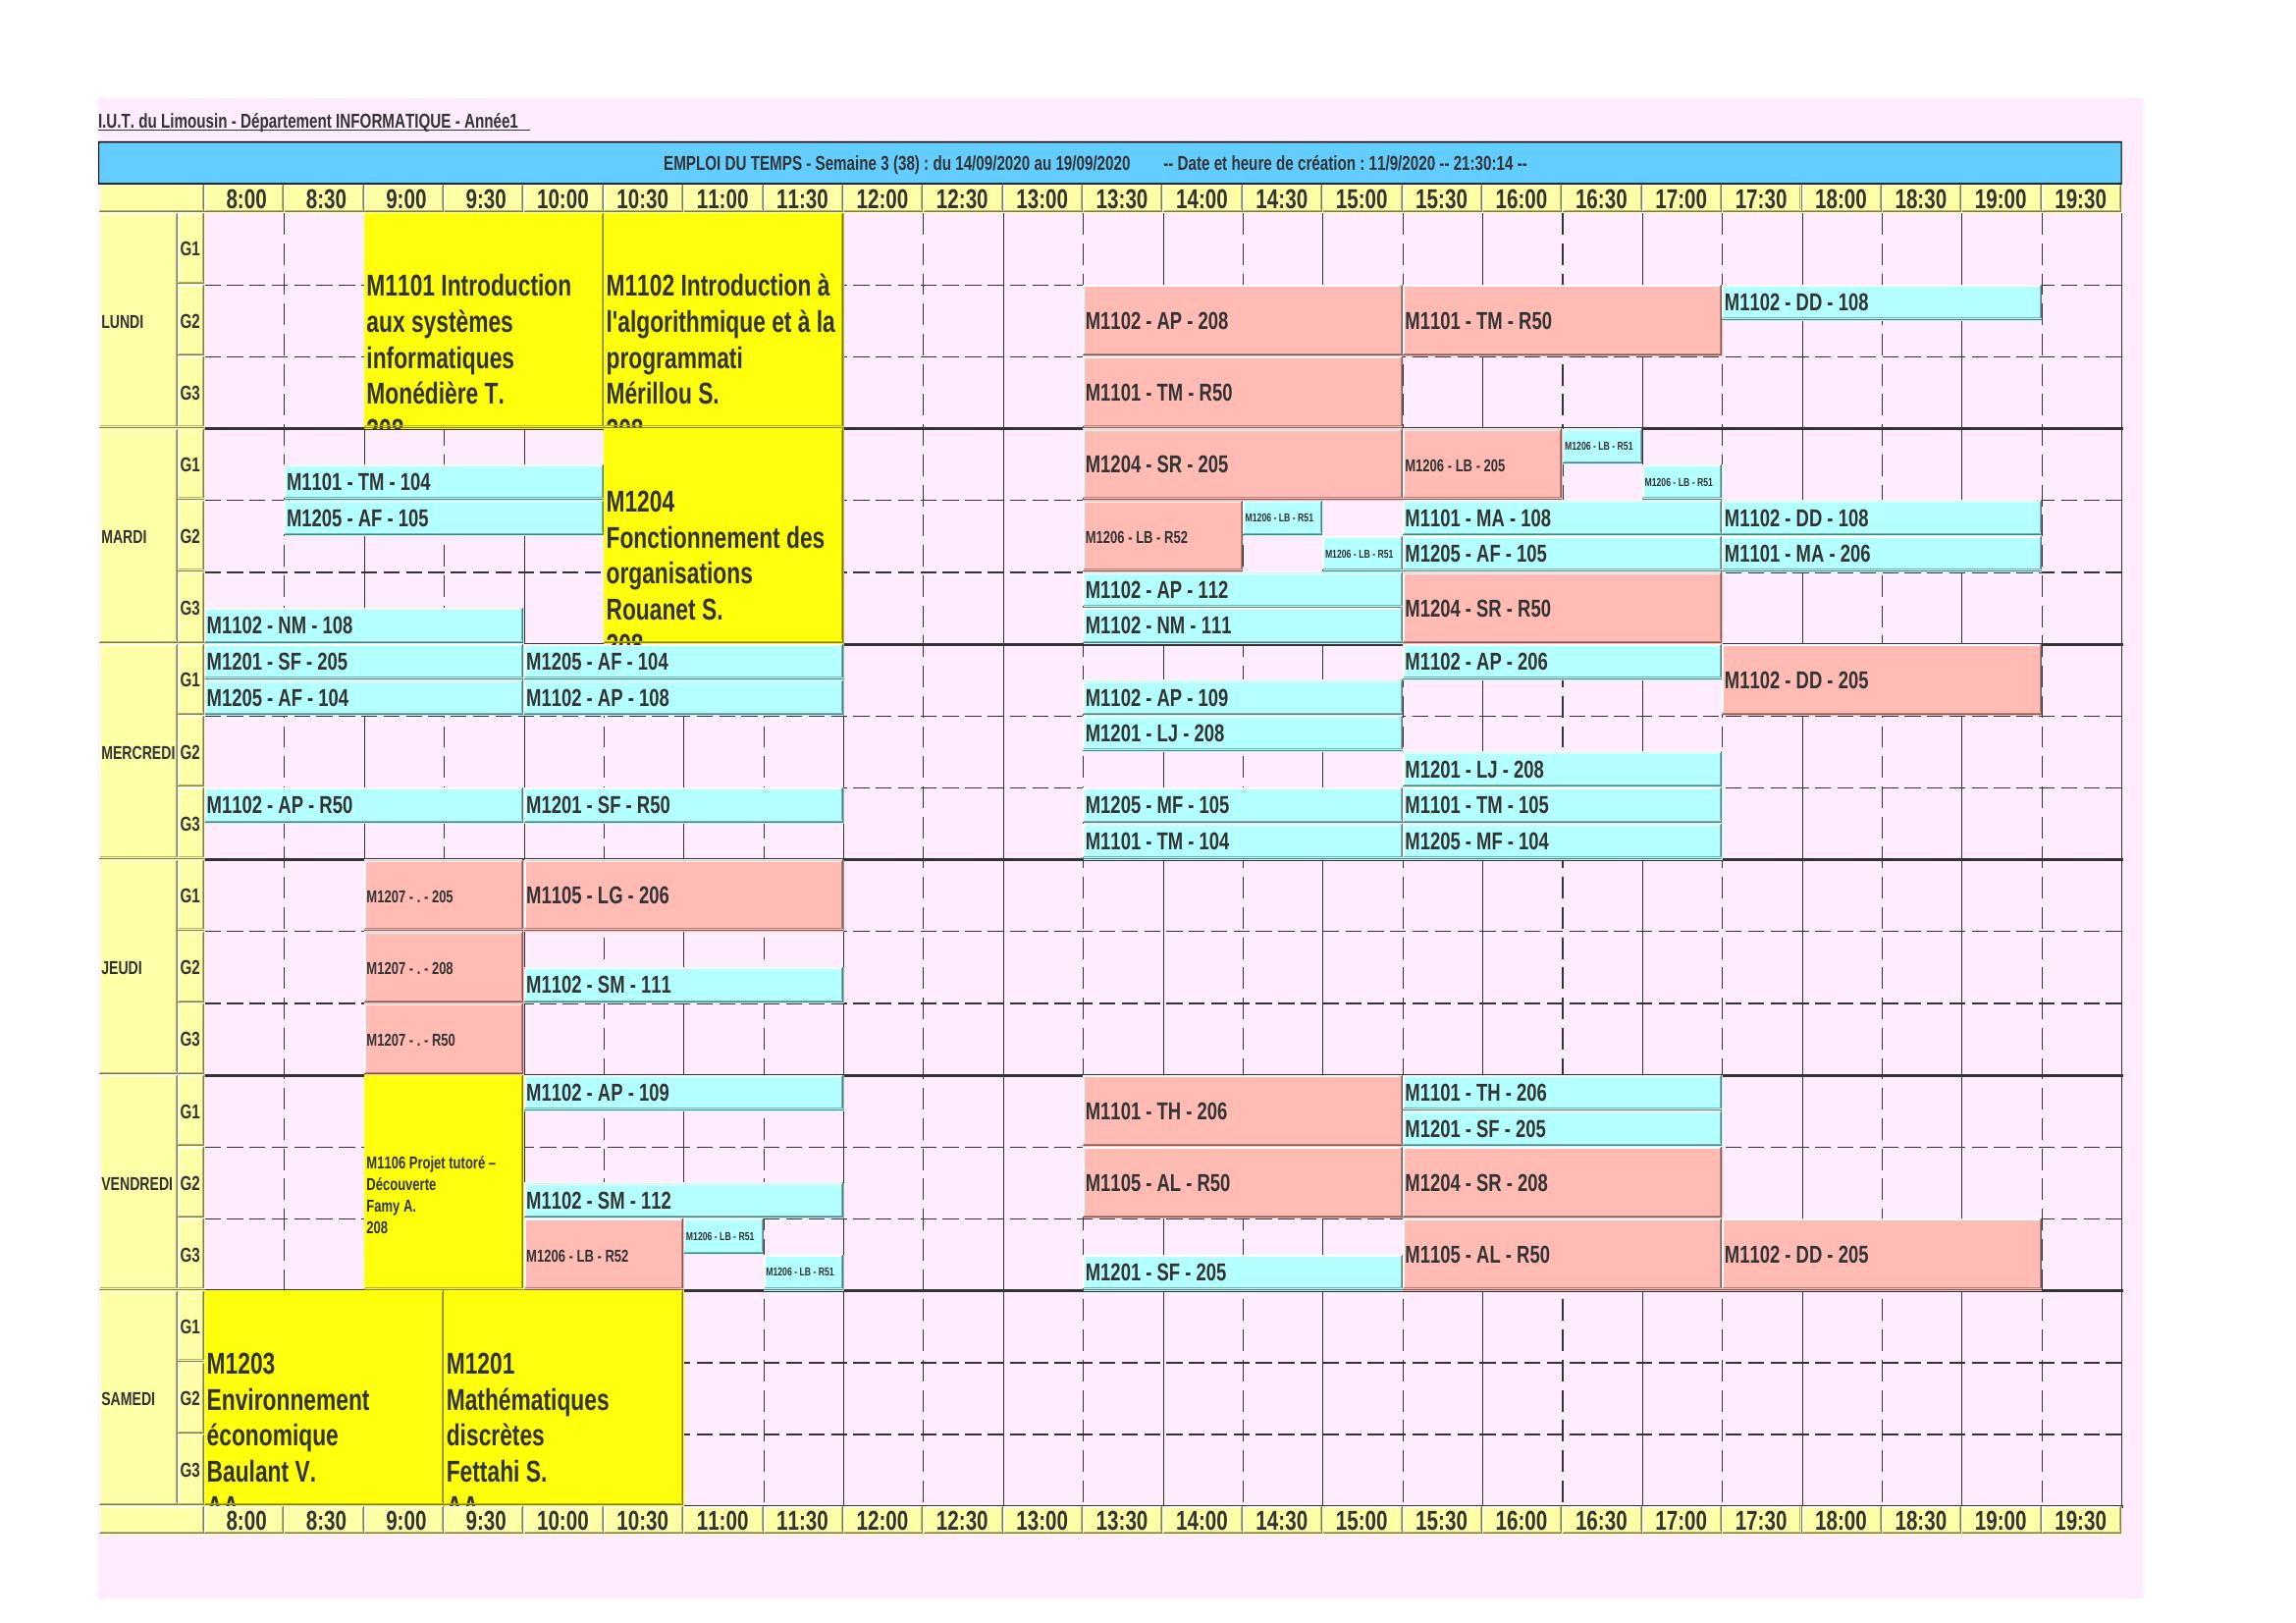 I.U.T. du Limousin - Département INFORMATIQUE - Année1
EMPLOI DU TEMPS - Semaine 3 (38) : du 14/09/2020 au 19/09/2020 -- Date et heure de création : 11/9/2020 -- 21:30:14 --
8:00 8:30 9:00 9:30 10:00 10:30 11:00 11:30 12:00 12:30 13:00 13:30 14:00 14:30 15:00 15:30 16:00 16:30 17:00 17:30 18:00 18:30 19:00 19:30
LUNDI
G1
G2
G3
M1101 Introduction
aux systèmes
informatiques
Monédière T.
208
M1102 Introduction à
l'algorithmique et à la
programmati
Mérillou S.
208
M1102 - AP - 208
M1101 - TM - R50
M1102 - DD - 108
M1101 - TM - R50
MARDI
G1
G2
G3
M1101 - TM - 104
M1205 - AF - 105
M1102 - NM - 108
M1204
Fonctionnement des
organisations
Rouanet S.
208
M1204 - SR - 205
M1206 - LB - 205
M1206 - LB - R51
M1206 - LB - R51
M1206 - LB - R52
M1206 - LB - R51
M1206 - LB - R51
M1101 - MA - 108
M1102 - DD - 108
M1205 - AF - 105
M1101 - MA - 206
M1102 - AP - 112
M1102 - NM - 111
M1204 - SR - R50
MERCREDI
G1
G2
G3
M1201 - SF - 205
M1205 - AF - 104
M1102 - AP - 206
M1102 - DD - 205
M1205 - AF - 104
M1102 - AP - 108
M1102 - AP - 109
M1201 - LJ - 208
M1201 - LJ - 208
M1102 - AP - R50
M1201 - SF - R50
M1205 - MF - 105
M1101 - TM - 105
M1101 - TM - 104
M1205 - MF - 104
JEUDI
G1
G2
G3
M1207 - . - 205
M1105 - LG - 206
M1207 - . - 208
M1102 - SM - 111
M1207 - . - R50
VENDREDI
G1
G2
G3
M1106 Projet tutoré –
Découverte
Famy A.
208
M1102 - AP - 109
M1101 - TH - 206
M1101 - TH - 206
M1201 - SF - 205
M1102 - SM - 112
M1105 - AL - R50
M1204 - SR - 208
M1206 - LB - R52
M1206 - LB - R51
M1206 - LB - R51
M1201 - SF - 205
M1105 - AL - R50
M1102 - DD - 205
SAMEDI
G1
G2
G3
M1203
Environnement
économique
Baulant V.
M1201
Mathématiques
discrètes
Fettahi S.
8:00 8:30 9:00 9:30 10:00 10:30 11:00 11:30 12:00 12:30 13:00 13:30 14:00 14:30 15:00 15:30 16:00 16:30 17:00 17:30 18:00 18:30 19:00 19:30